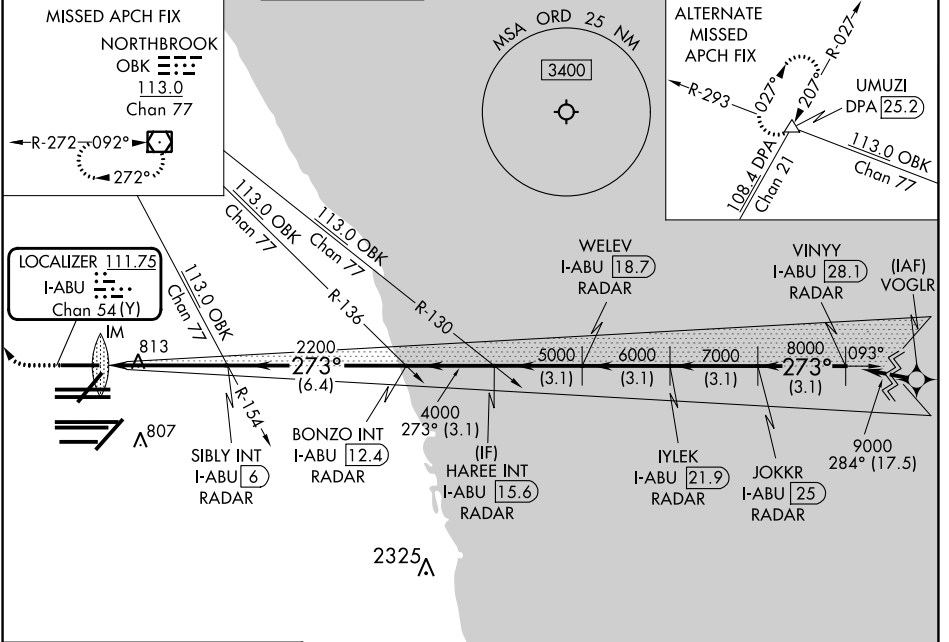 MISSED APCH FIX
NORTHBROOK
OBK
113.0
Chan 77
R-272
092°
272°
MSA ORD 25 NM
3400
ALTERNATE
MISSED
APCH FIX
R-027
207°
027°
R-293
UMUZI
DPA 25.2
113.0 OBK
Chan 77
108.4 DPA
Chan 21
113.0 OBK
Chan 77
113.0 OBK
Chan 77
113.0 OBK
Chan 77
R-136
R-130
R-154
LOCALIZER 111.75
I-ABU
Chan 54 (Y)
IM
813
807
WELEV
I-ABU 18.7
RADAR
VINYY
I-ABU 28.1
RADAR
(IAF)
VOGLR
2200
273°
(6.4)
4000
273° (3.1)
5000
(3.1)
6000
(3.1)
7000
(3.1)
8000
273°
(3.1)
093°
9000
284° (17.5)
SIBLY INT
I-ABU 6
RADAR
BONZO INT
I-ABU 12.4
RADAR
(IF)
HAREE INT
I-ABU 15.6
RADAR
IYLEK
I-ABU 21.9
RADAR
JOKKR
I-ABU 25
RADAR
2325